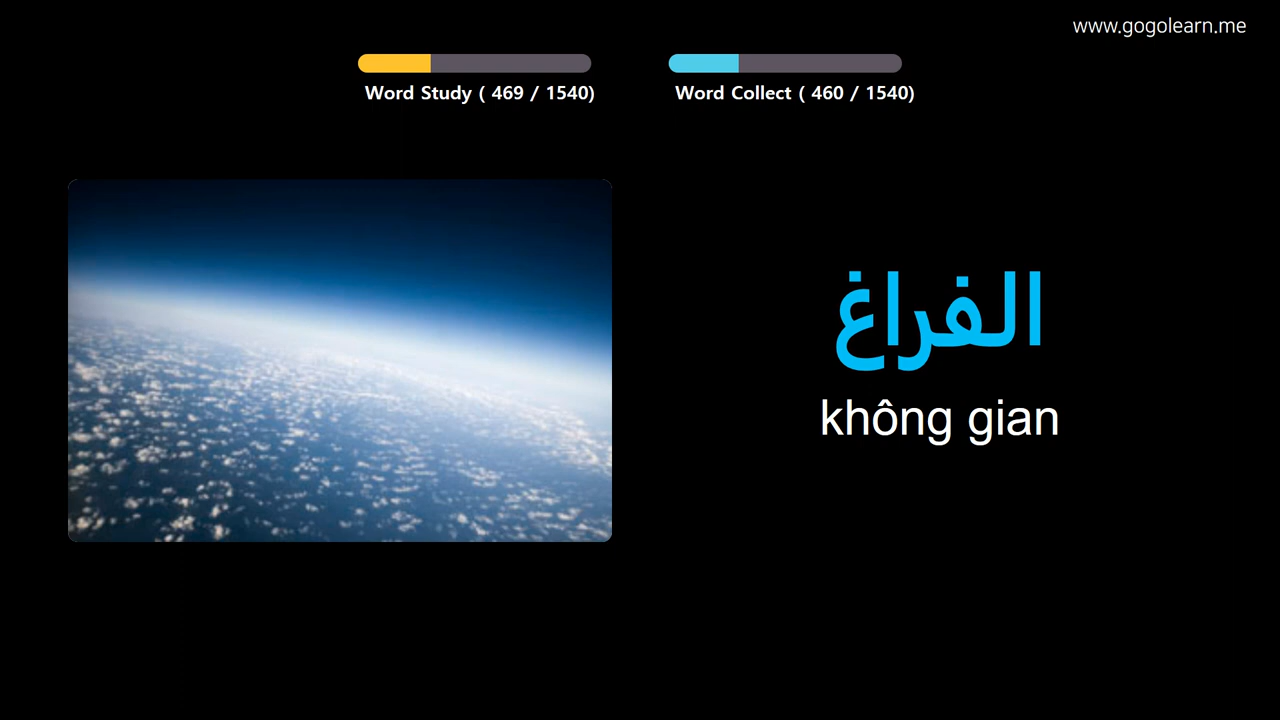 www.gogolearn.me
Word Study ( 469 / 1540)
Word Collect ( 460 / 1540)
الفراغ
không gian